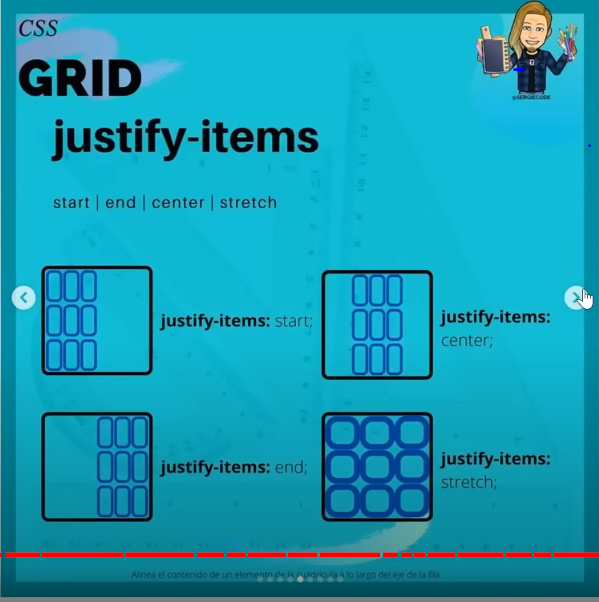 CSS
GRID
justify-items
start | end | center | stretch
@SERGIECODE
justify-items: start;
justify-items:
center;
justify-items: end;
justify-items:
stretch;
Alinea el contenido de un elemento de la cuadrícula a lo largo del eje de la fila.